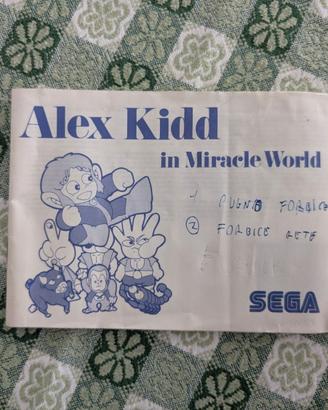 Alex Kidd
in Miracle World
1 PUGNO FORBICE
2 FORBICE RETE
SEGA